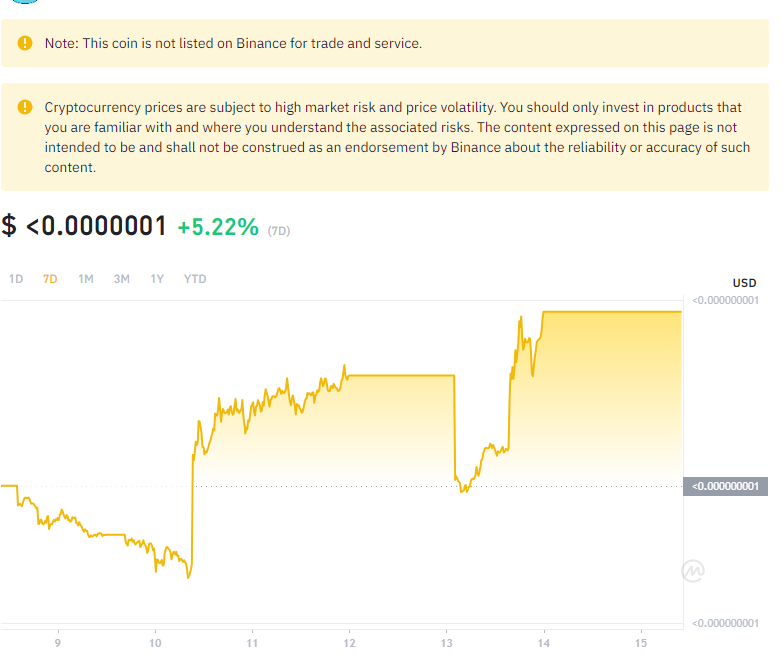 Note: This coin is not listed on Binance for trade and service.
Cryptocurrency prices are subject to high market risk and price volatility. You should only invest in products that
you are familiar with and where you understand the associated risks. The content expressed on this page is not
intended to be and shall not be construed as an endorsement by Binance about the reliability or accuracy of such
content.
$ <0.0000001 +5.22% (7D)
1D 7D 1M 3M 1Y YTD
USD
<0.000000001
<0.000000001
<0.000000001
9 10 11 12 13 14 15